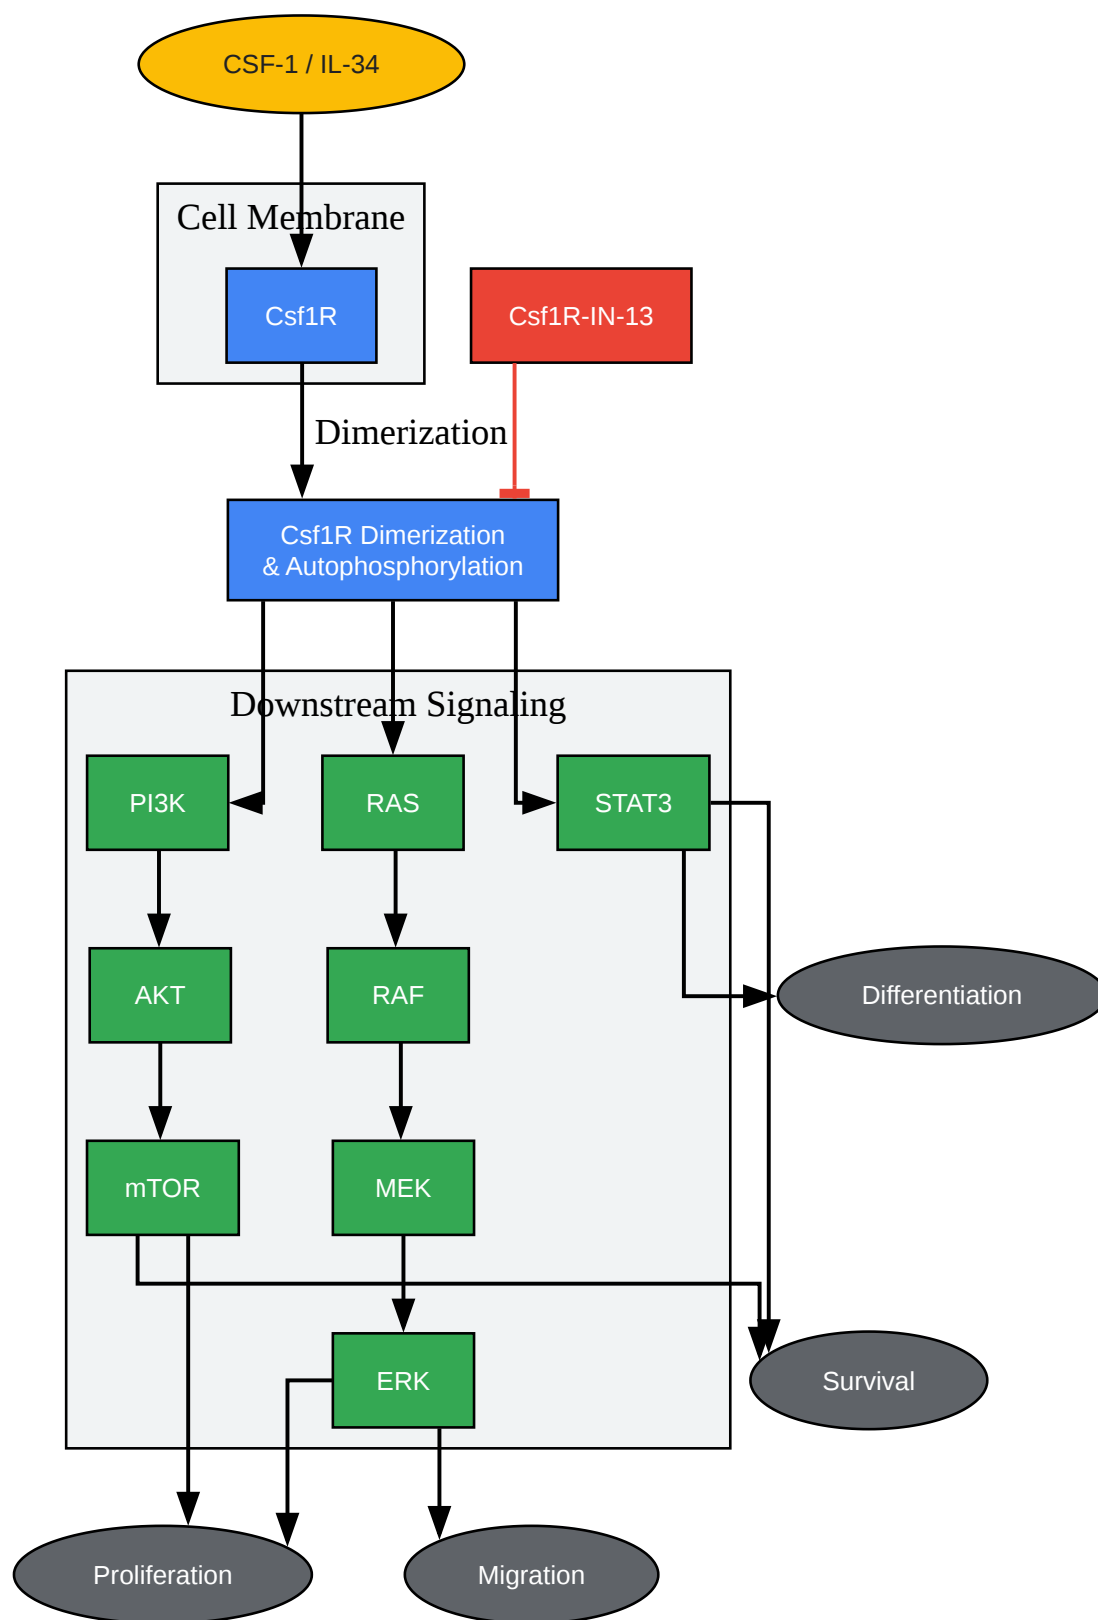 CSF-1 / IL-34
Cell Membrane
Csf1R
Csf1R-IN-13
Dimerization
Csf1R Dimerization
& Autophosphorylation
Downstream Signaling
PI3K
RAS
STAT3
AKT
RAF
Differentiation
mTOR
MEK
ERK
Survival
Proliferation
Migration